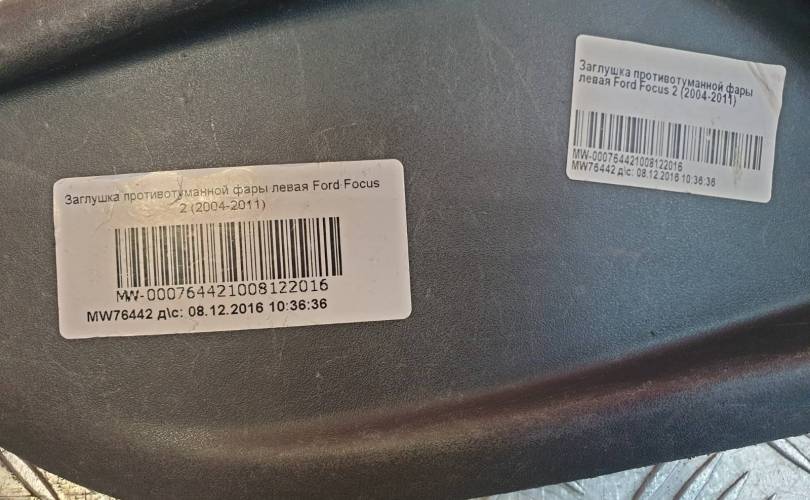 Заглушка противотуманной фары левая Ford Focus
2 (2004-2011)
MW-000764421008122016
MW76442 д\с: 08.12.2016 10:36:36
Заглушка противотуманной фары
левая Ford Focus 2 (2004-2011)
MW-000764421008122016
MW76442 д\с: 08.12.2016 10:36:36